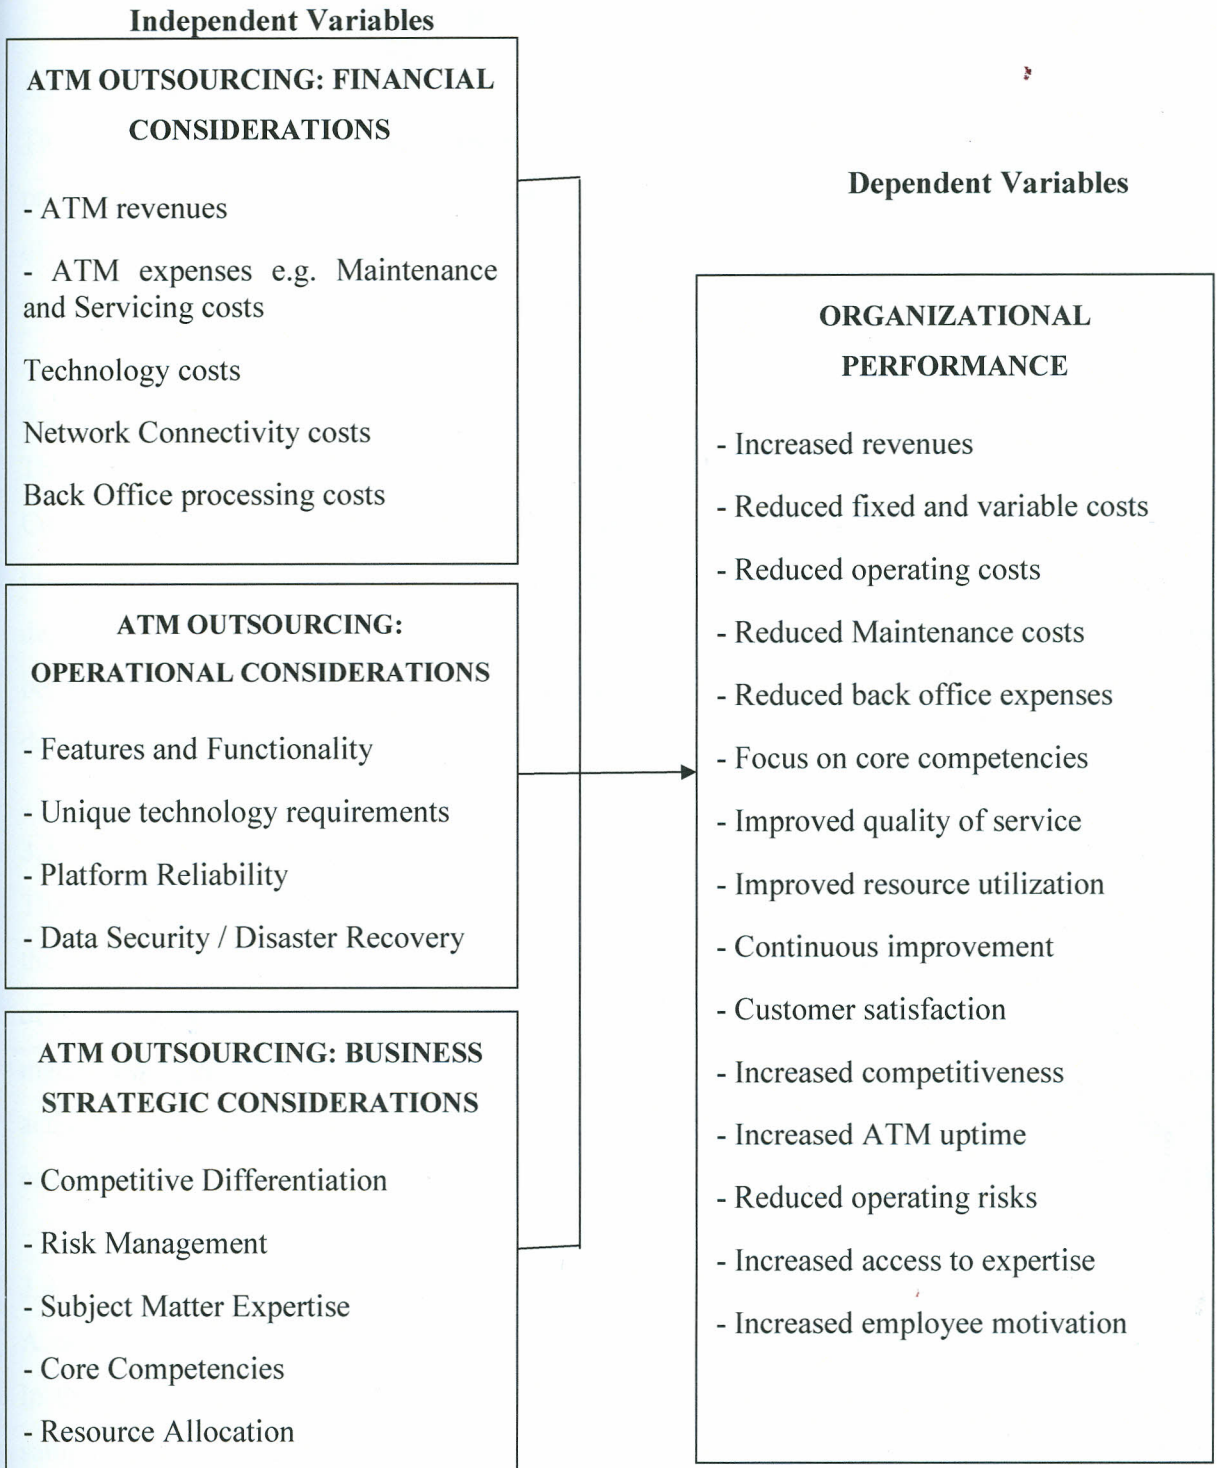 Independent Variables
ATM OUTSOURCING: FINANCIAL
CONSIDERATIONS
- ATM revenues
- ATM expenses e.g. Maintenance
and Servicing costs
Technology costs
Network Connectivity costs
Back Office processing costs
ATM OUTSOURCING:
OPERATIONAL CONSIDERATIONS
- Features and Functionality
- Unique technology requirements
- Platform Reliability
- Data Security / Disaster Recovery
ATM OUTSOURCING: BUSINESS
STRATEGIC CONSIDERATIONS
- Competitive Differentiation
- Risk Management
- Subject Matter Expertise
- Core Competencies
- Resource Allocation
Dependent Variables
ORGANIZATIONAL
PERFORMANCE
- Increased revenues
- Reduced fixed and variable costs
- Reduced operating costs
- Reduced Maintenance costs
- Reduced back office expenses
- Focus on core competencies
- Improved quality of service
- Improved resource utilization
- Continuous improvement
- Customer satisfaction
- Increased competitiveness
- Increased ATM uptime
- Reduced operating risks
- Increased access to expertise
- Increased employee motivation